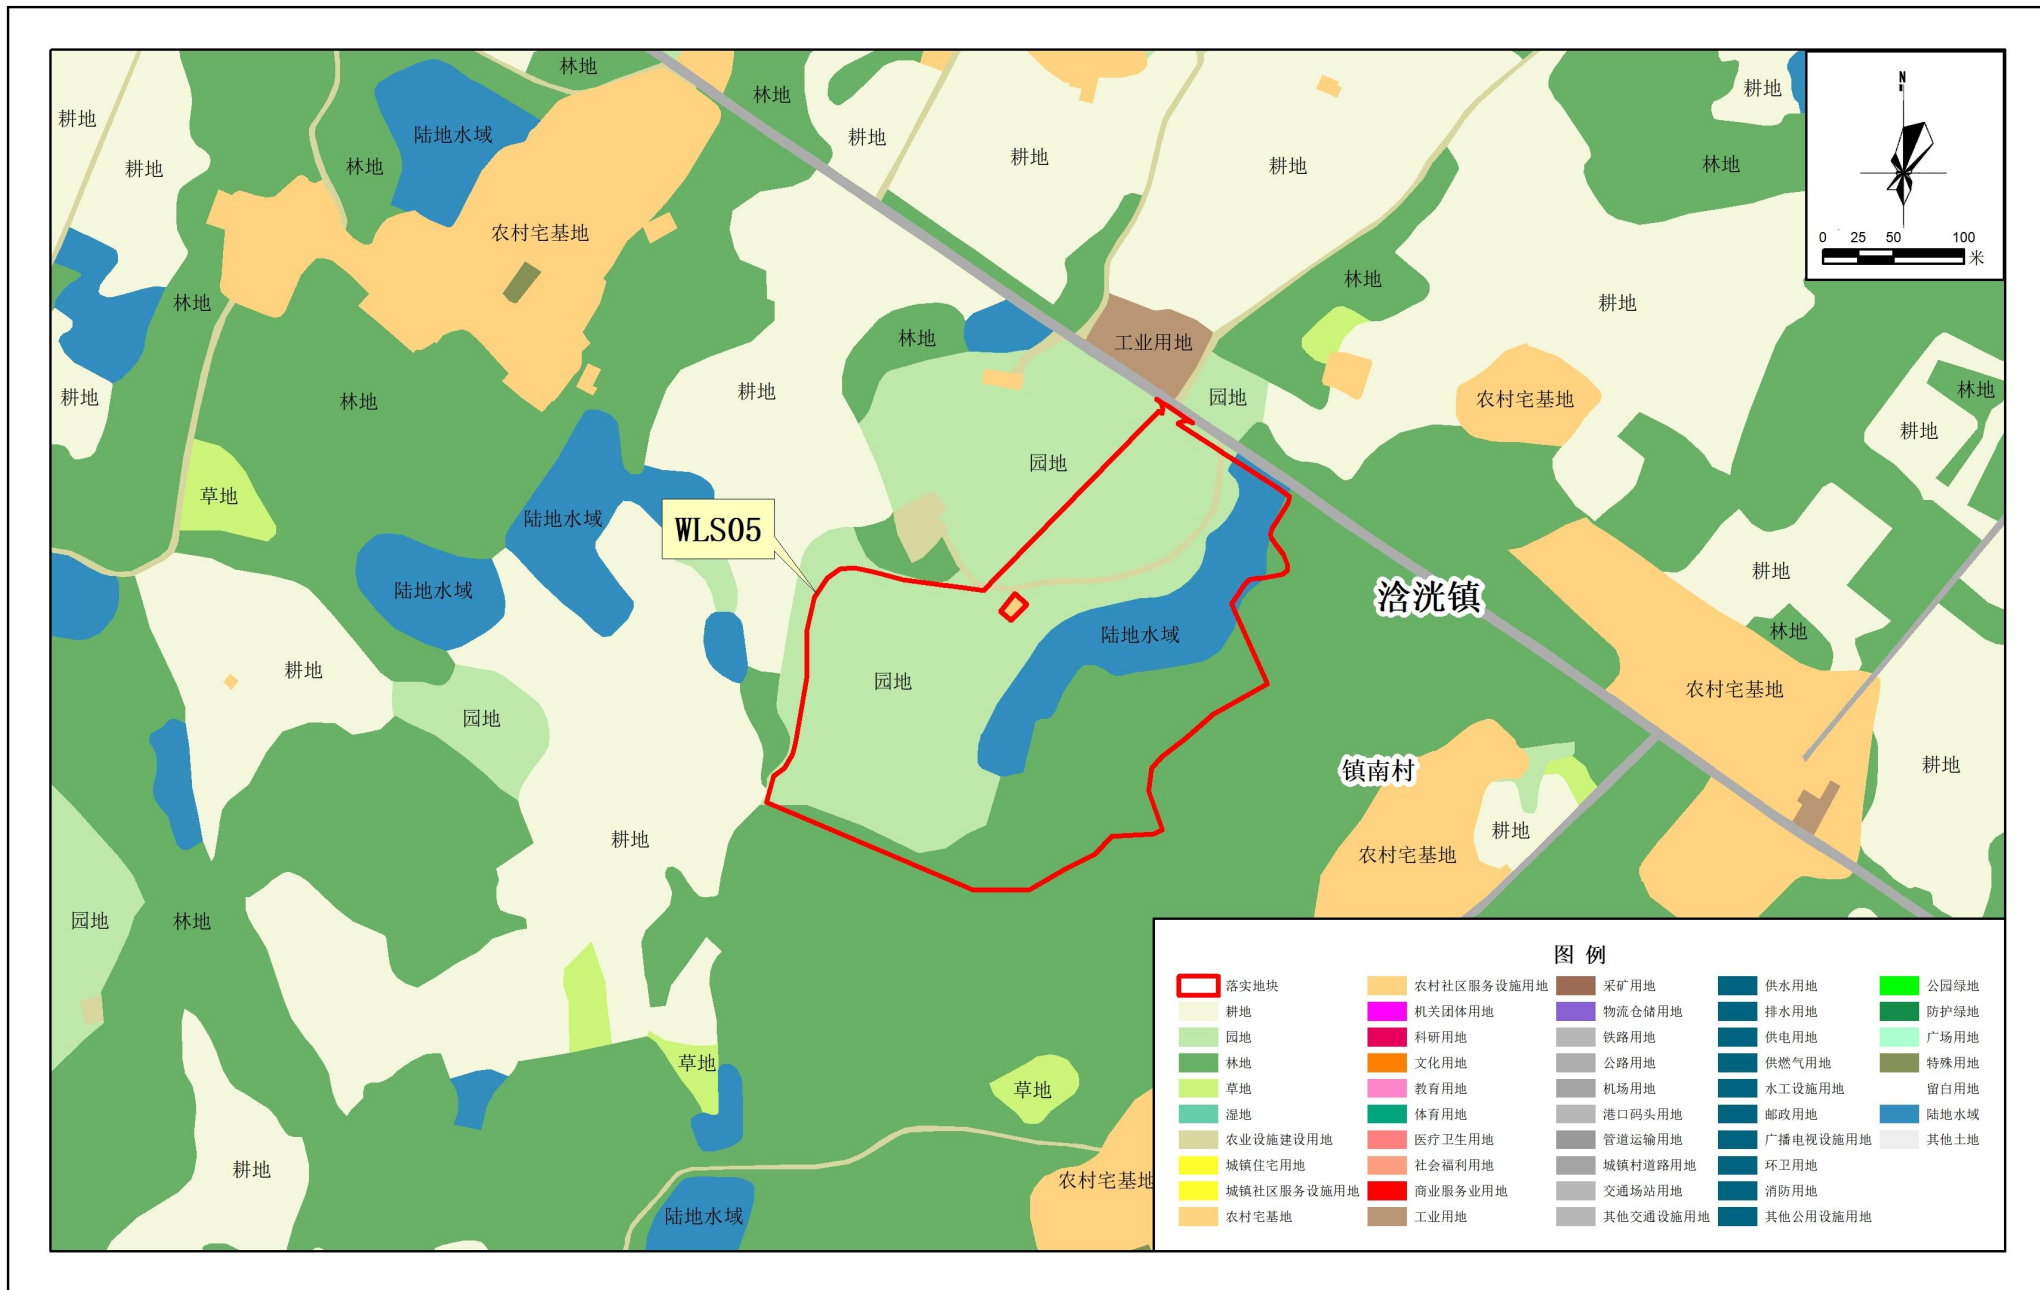 林地
耕地
林地
陆地水域
耕地
林地
耕地
林地
耕地
耕地
耕地
林地
N
0 25 50 100
米
农村宅基地
林地
林地
耕地
林地
工业用地
耕地
林地
耕地
园地
农村宅基地
林地
耕地
草地
园地
陆地水域
WLS05
陆地水域
耕地
浛洸镇
陆地水域
林地
耕地
园地
农村宅基地
园地
镇南村
耕地
耕地
耕地
农村宅基地
园地
林地
草地
草地
耕地
农村宅基地
陆地水域
图 例
落实地块
耕地
园地
林地
草地
湿地
农业设施建设用地
城镇住宅用地
城镇社区服务设施用地
农村宅基地
农村社区服务设施用地
机关团体用地
科研用地
文化用地
教育用地
体育用地
医疗卫生用地
社会福利用地
商业服务业用地
工业用地
采矿用地
物流仓储用地
铁路用地
公路用地
机场用地
港口码头用地
管道运输用地
城镇村道路用地
交通场站用地
其他交通设施用地
供水用地
排水用地
供电用地
供燃气用地
水工设施用地
邮政用地
广播电视设施用地
环卫用地
消防用地
其他公用设施用地
公园绿地
防护绿地
广场用地
特殊用地
留白用地
陆地水域
其他土地